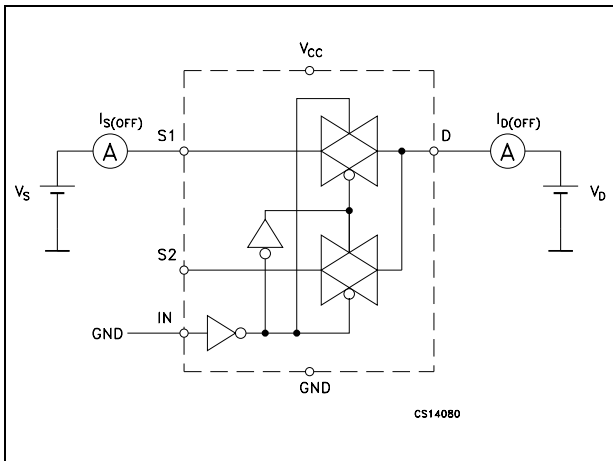 VCC
IS(OFF)
S1
D
ID(OFF)
A
A
VS
VD
S2
IN
GND
GND
CS14080